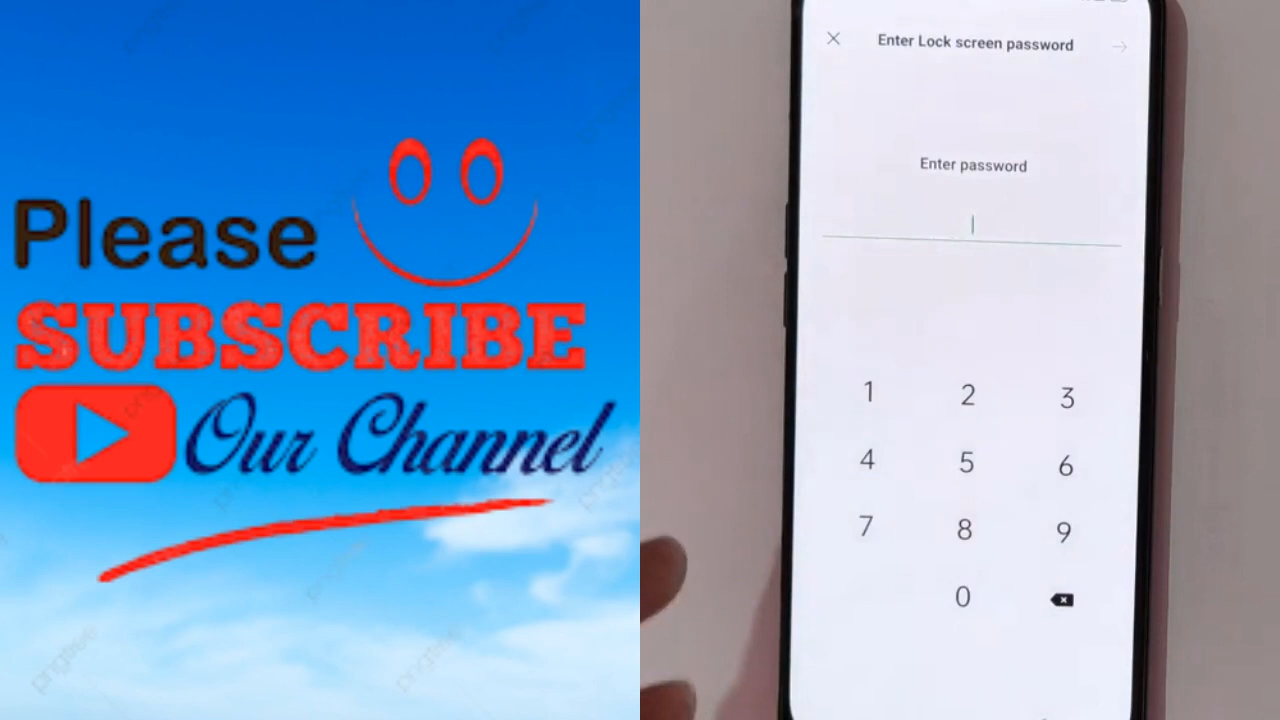 Please
SUBSCRIBE
Our Channel
Enter Lock screen password
Enter password
1 2 3
4 5 6
7 8 9
0